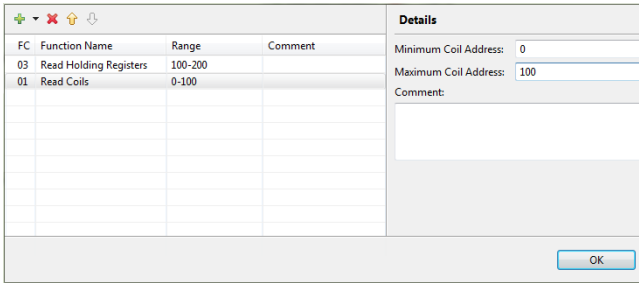 Details
FC Function Name Range Comment
03 Read Holding Registers 100-200
01 Read Coils 0-100
Minimum Coil Address: 0
Maximum Coil Address: 100
Comment:
OK